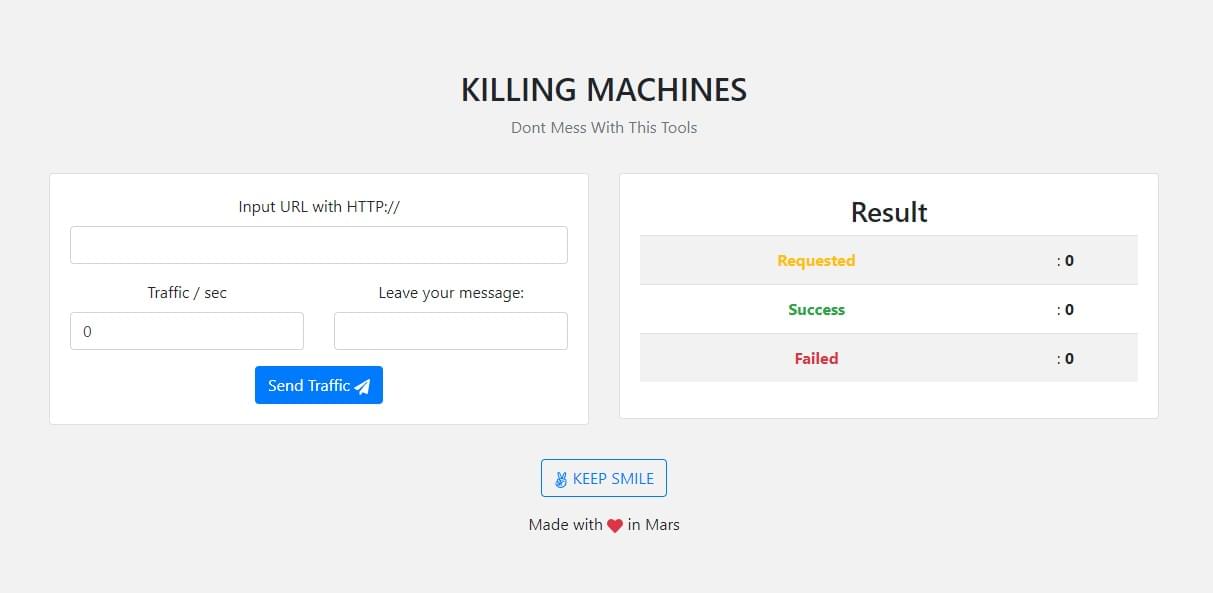 KILLING MACHINES
Dont Mess With This Tools
Input URL with HTTP://
Traffic / sec
Leave your message:
0
Send Traffic
Result
Requested : 0
Success : 0
Failed : 0
KEEP SMILE
Made with ❤ in Mars